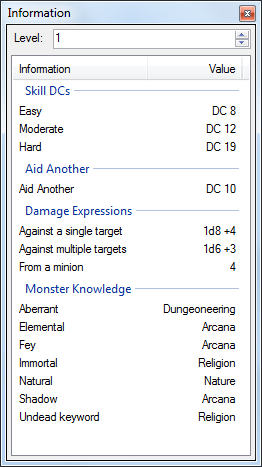 Information
Level: 1
Information Value
Skill DCs
Easy DC 8
Moderate DC 12
Hard DC 19
Aid Another
Aid Another DC 10
Damage Expressions
Against a single target 1d8 +4
Against multiple targets 1d6 +3
From a minion 4
Monster Knowledge
Aberrant Dungeoneering
Elemental Arcana
Fey Arcana
Immortal Religion
Natural Nature
Shadow Arcana
Undead keyword Religion